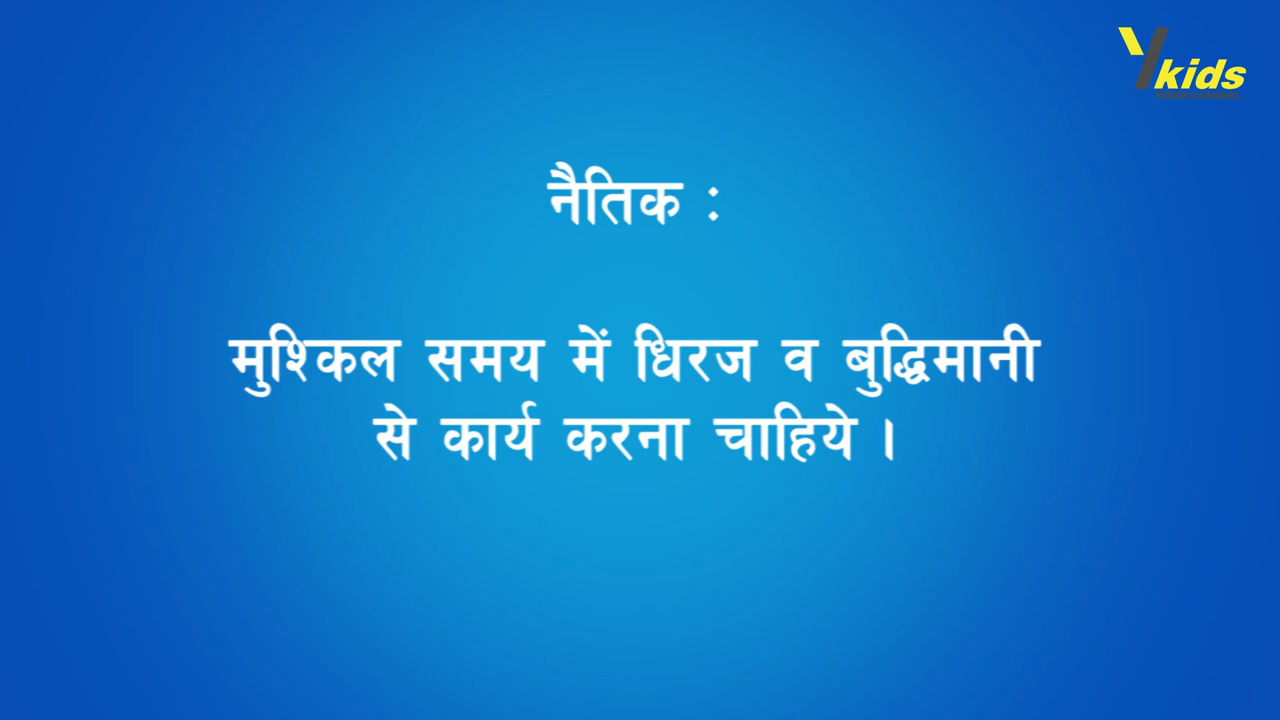 Ykids
नैतिक :
मुश्किल समय में धिरज व बुद्धिमानी
से कार्य करना चाहिये ।